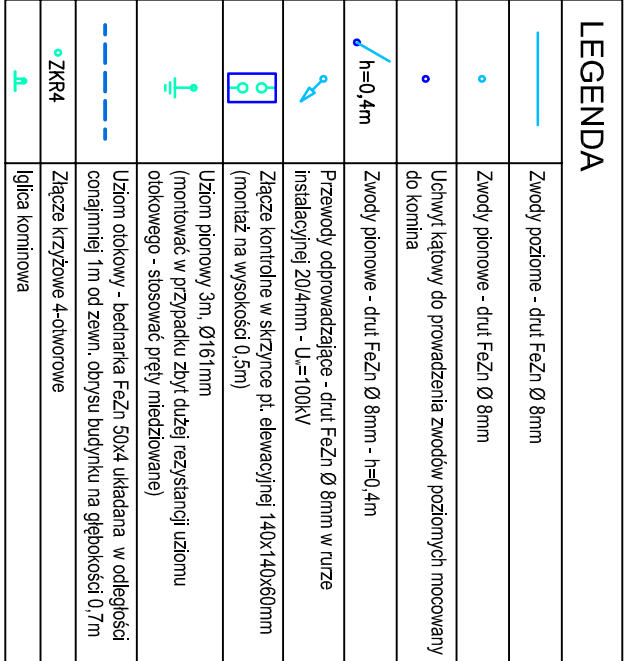 LEGENDA
Zwody poziome - drut FeZn Ø 8mm
Zwody pionowe - drut FeZn Ø 8mm
Uchwyt kątowy do prowadzenia zwodów poziomych mocowany
do komina
h=0,4m
Zwody pionowe - drut FeZn Ø 8mm - h=0,4m
Przewody odprowadzające - drut FeZn Ø 8mm w rurze
instalacyjnej 20/4mm - Uw=100kV
Złącze kontrolne w skrzynce pt. elewacyjnej 140x140x60mm
(montaż na wysokości 0,5m)
Uziom pionowy 3m, Ø161mm
(montować w przypadku zbyt dużej rezystancji uziomu
otokowego - stosować pręty miedziowane)
Uziom otokowy - bednarka FeZn 50x4 układana w odległości
conajmniej 1m od zewn. obrysu budynku na głębokości 0,7m
ZKR4
Złącze krzyżowe 4-otworowe
Iglica kominowa